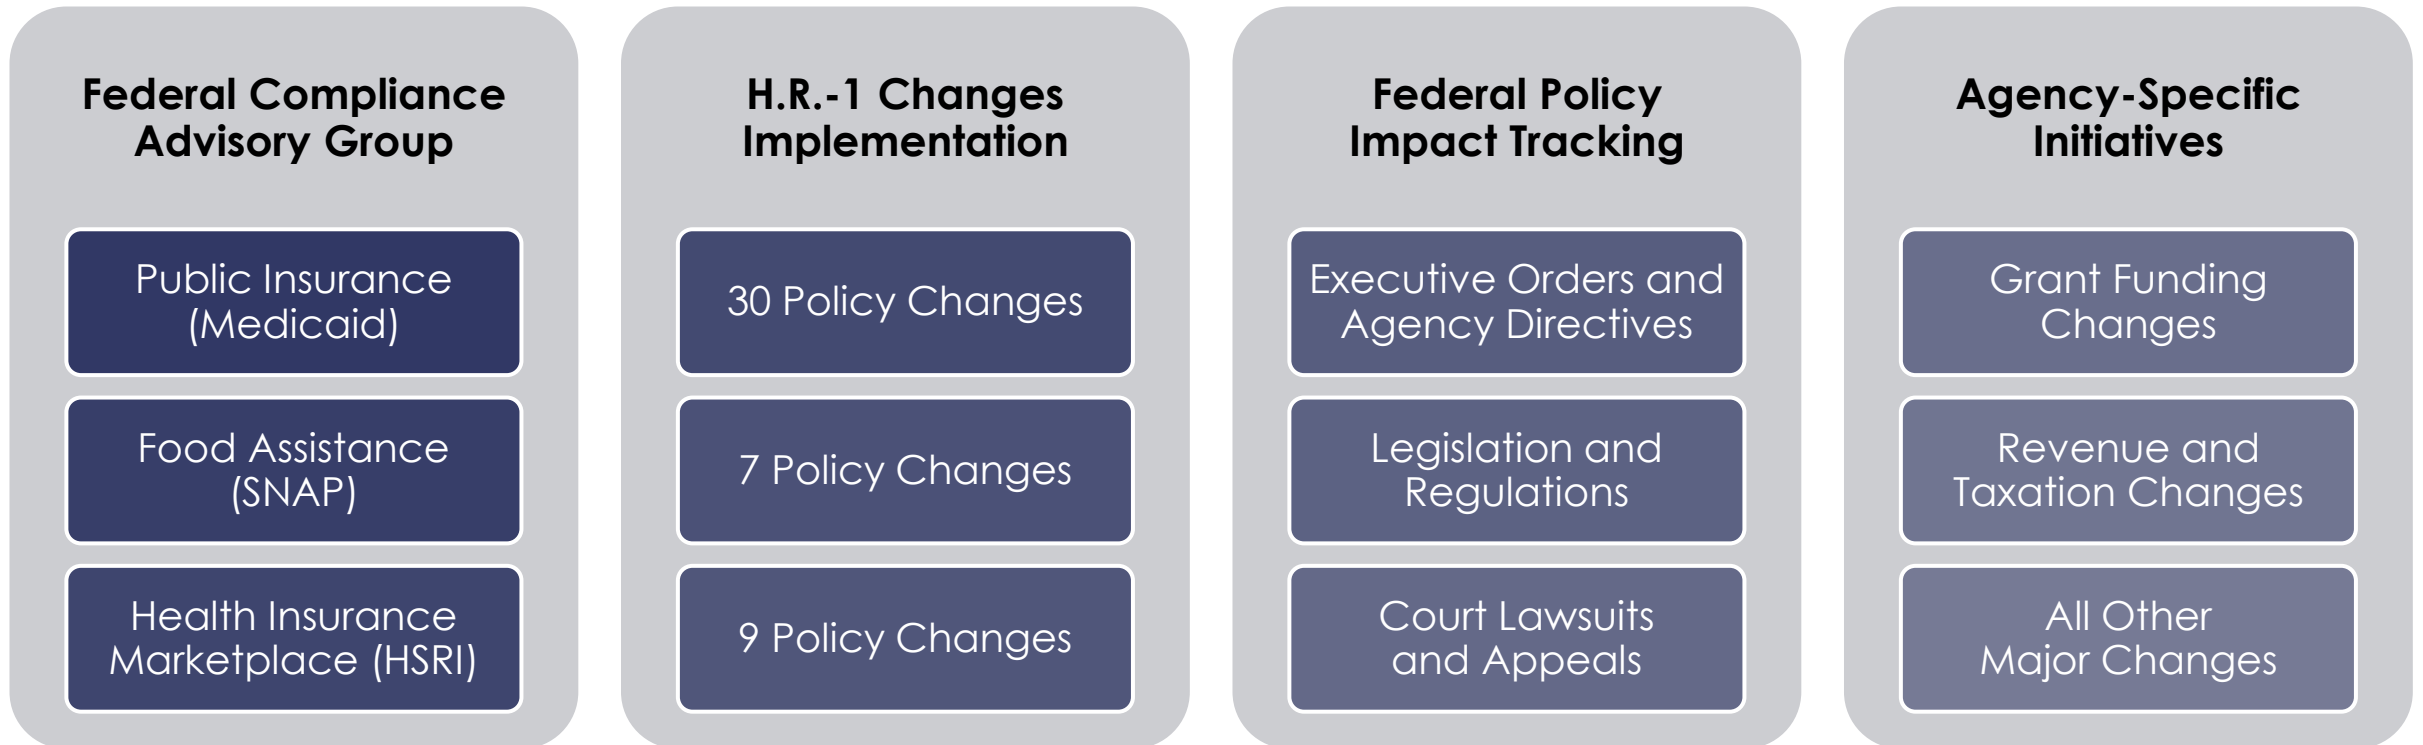 Federal Compliance
Advisory Group
Public Insurance
(Medicaid)
Food Assistance
(SNAP)
Health Insurance
Marketplace (HSRI)
H.R.-1 Changes
Implementation
30 Policy Changes
7 Policy Changes
9 Policy Changes
Federal Policy
Impact Tracking
Executive Orders and
Agency Directives
Legislation and
Regulations
Court Lawsuits
and Appeals
Agency-Specific
Initiatives
Grant Funding
Changes
Revenue and
Taxation Changes
All Other
Major Changes